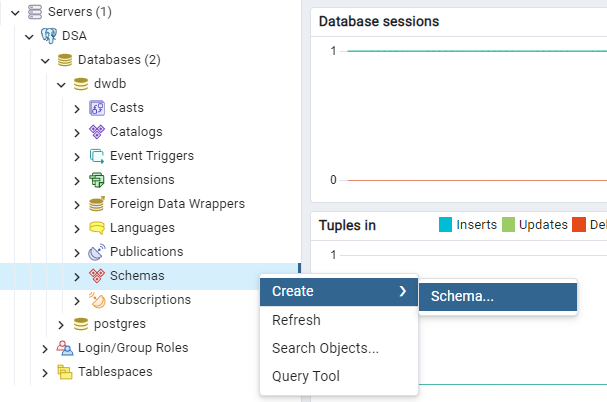 Servers (1)
DSA
Databases (2)
dwdb
Casts
Catalogs
Event Triggers
Extensions
Foreign Data Wrappers
Languages
Publications
Schemas
Subscriptions
postgres
Login/Group Roles
Tablespaces
Database sessions
1
0
Tuples in
Inserts
Updates
Del
1
Create
Refresh
Search Objects...
Query Tool
Schema...